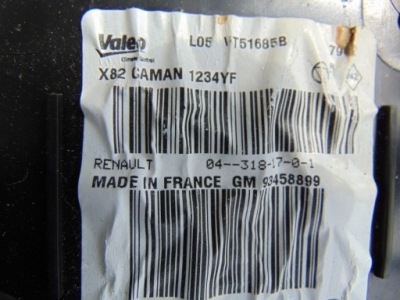 Valeo L05 VT51685B
X82 CAMAN 1234YF
RENAULT 04--318-17-0-1
MADE IN FRANCE GM 93458899